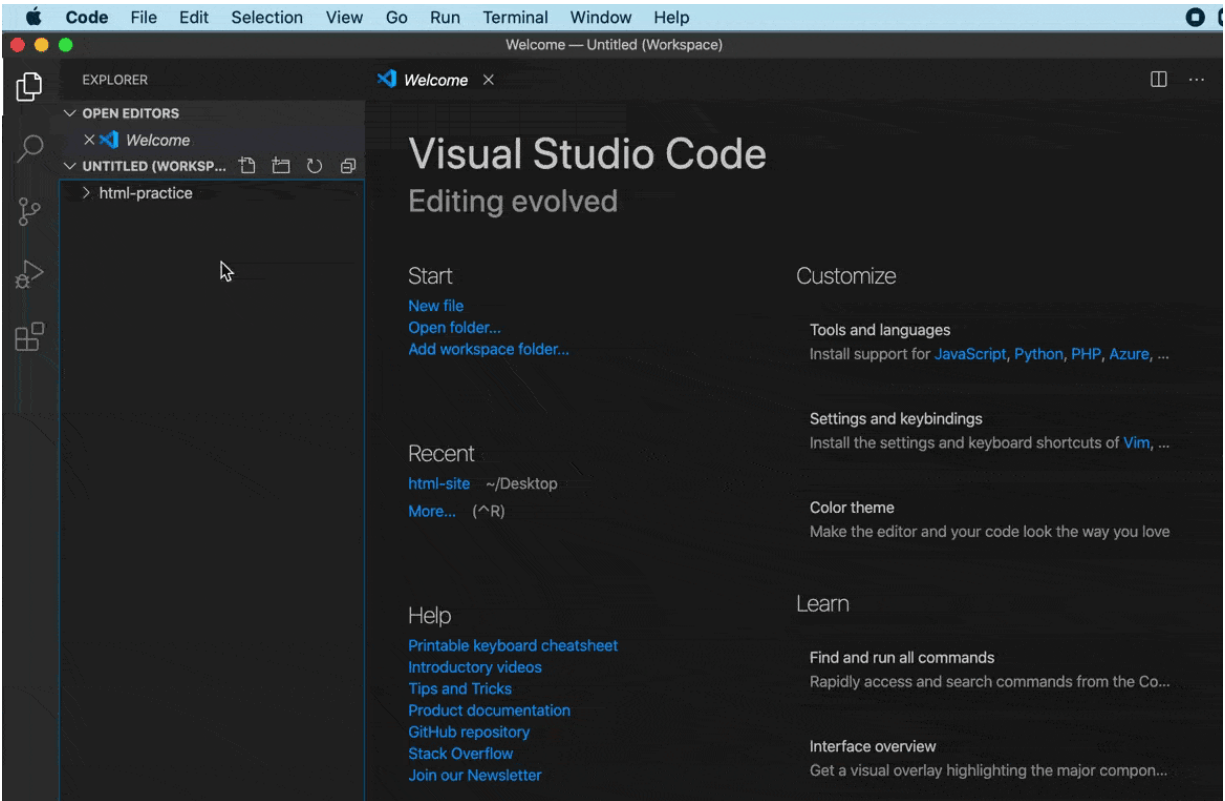 Code File Edit Selection View Go Run Terminal Window Help
Welcome — Untitled (Workspace)
EXPLORER
OPEN EDITORS
Welcome
UNTITLED (WORKSP...
html-practice
Welcome
Visual Studio Code
Editing evolved
Start
New file
Open folder...
Add workspace folder...
Recent
html-site ~/Desktop
More... (^R)
Help
Printable keyboard cheatsheet
Introductory videos
Tips and Tricks
Product documentation
GitHub repository
Stack Overflow
Join our Newsletter
Customize
Tools and languages
Install support for JavaScript, Python, PHP, Azure, ...
Settings and keybindings
Install the settings and keyboard shortcuts of Vim, ...
Color theme
Make the editor and your code look the way you love
Learn
Find and run all commands
Rapidly access and search commands from the Co...
Interface overview
Get a visual overlay highlighting the major compon...